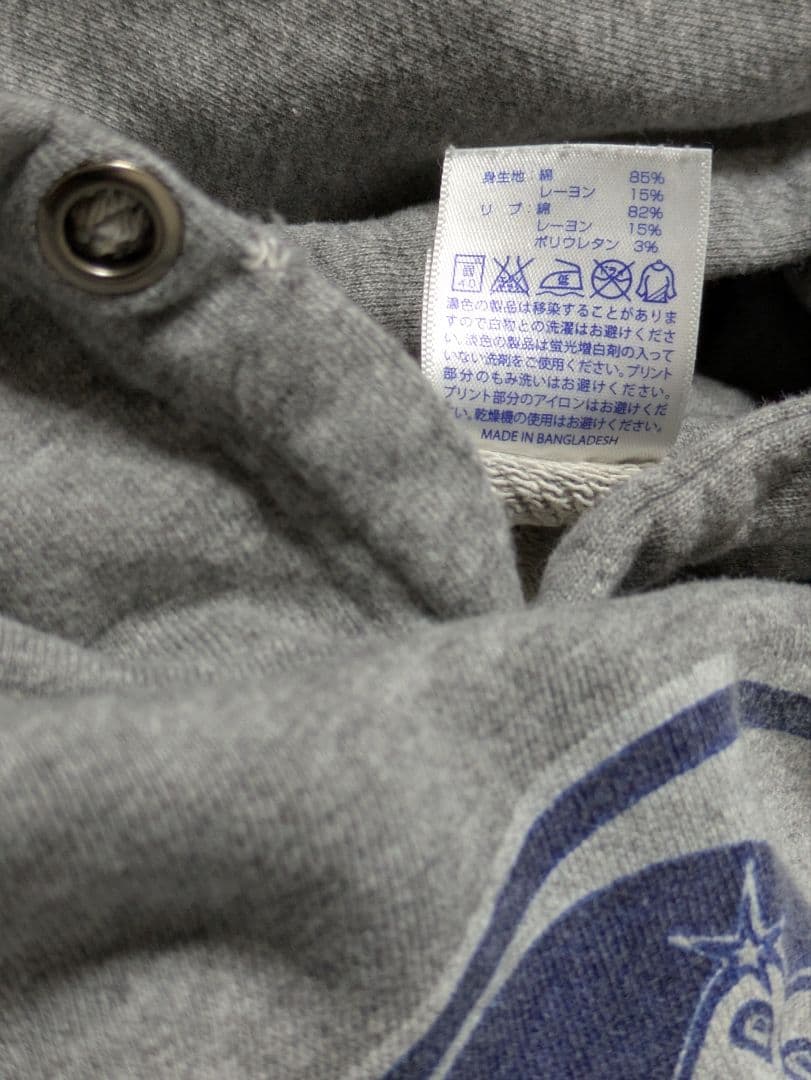 身生地：綿 85%
レーヨン 15%
リブ：綿 82%
レーヨン 15%
ポリウレタン 3%
40 低
濃色の製品は移染することがありま
すので白物との洗濯はお避けくださ
い。淡色の製品は蛍光増白剤の入って
いない洗剤をご使用ください。プリント
部分のもみ洗いはお避けください。
プリント部分のアイロンはお避けくだ
さい。乾燥機の使用はお避けください。
MADE IN BANGLADESH